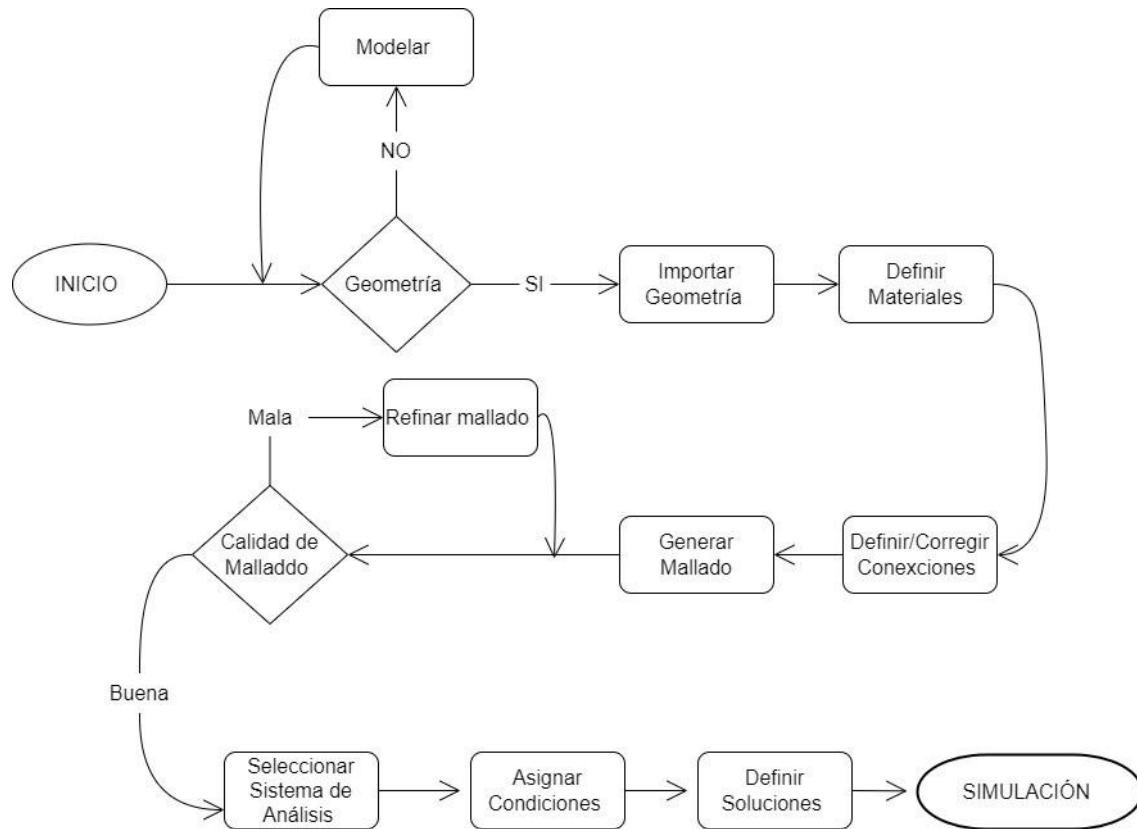 Modelar
NO
INICIO
Geometría
SI
Importar
Geometría
Definir
Materiales
Mala
Refinar mallado
Calidad de
Malladdo
Generar
Mallado
Definir/Corregir
Conexciones
Buena
Seleccionar
Sistema de
Análisis
Asignar
Condiciones
Definir
Soluciones
SIMULACIÓN